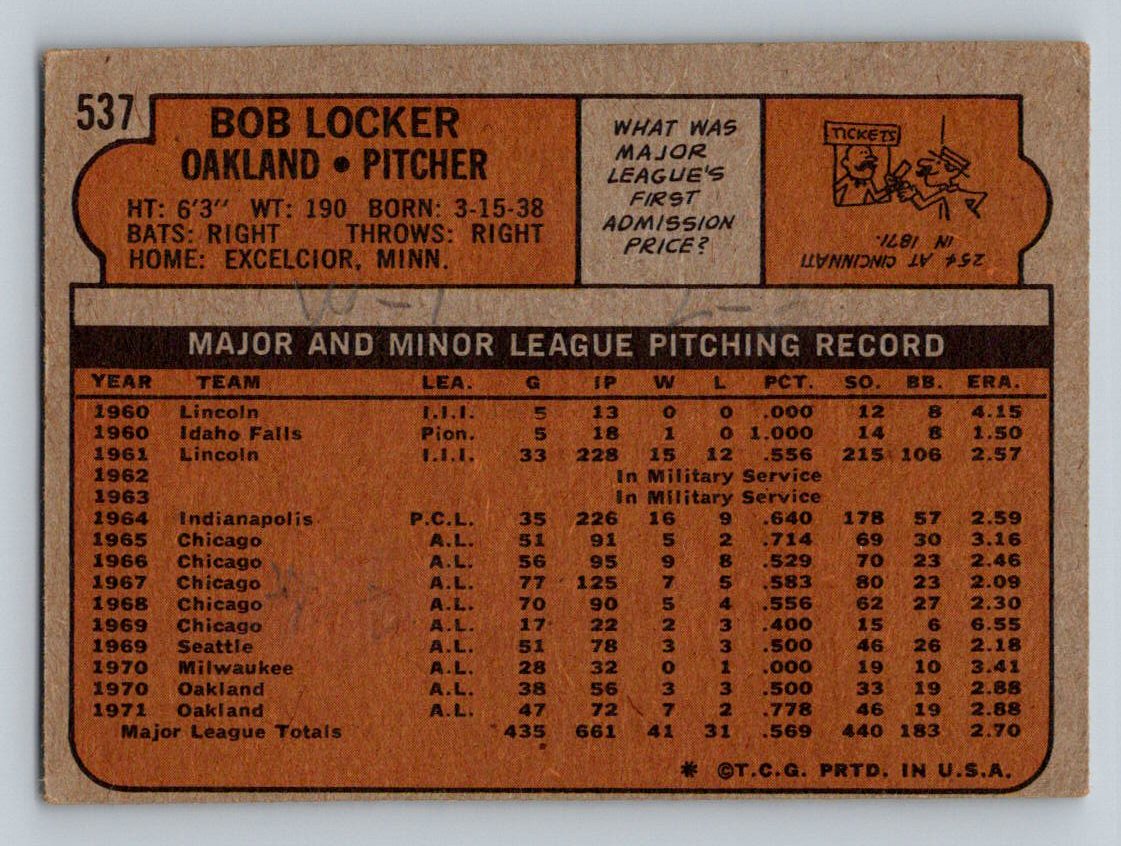 537
BOB LOCKER
OAKLAND • PITCHER
HT: 6'3" WT: 190 BORN: 3-15-38
BATS: RIGHT THROWS: RIGHT
HOME: EXCELCIOR, MINN.
WHAT WAS
MAJOR
LEAGUE'S
FIRST
ADMISSION
PRICE?
TICKETS
25¢ AT CINCINNATI
IN 1871.
W-1 L-
MAJOR AND MINOR LEAGUE PITCHING RECORD
YEAR TEAM LEA. G IP W L PCT. SO. BB. ERA.
1960 Lincoln I.I.I. 5 13 0 0 .000 12 8 4.15
1960 Idaho Falls Pion. 5 18 1 0 1.000 14 8 1.50
1961 Lincoln I.I.I. 33 228 15 12 .556 215 106 2.57
1962 In Military Service
1963 In Military Service
1964 Indianapolis P.C.L. 35 226 16 9 .640 178 57 2.59
1965 Chicago A.L. 51 91 5 2 .714 69 30 3.16
1966 Chicago A.L. 56 95 9 8 .529 70 23 2.46
1967 Chicago A.L. 77 125 7 5 .583 80 23 2.09
1968 Chicago A.L. 70 90 5 4 .556 62 27 2.30
1969 Chicago A.L. 17 22 2 3 .400 15 6 6.55
1969 Seattle A.L. 51 78 3 3 .500 46 26 2.18
1970 Milwaukee A.L. 28 32 0 1 .000 19 10 3.41
1970 Oakland A.L. 38 56 3 3 .500 33 19 2.88
1971 Oakland A.L. 47 72 7 2 .778 46 19 2.88
Major League Totals 435 661 41 31 .569 440 183 2.70
* ©T.C.G. PRTD. IN U.S.A.